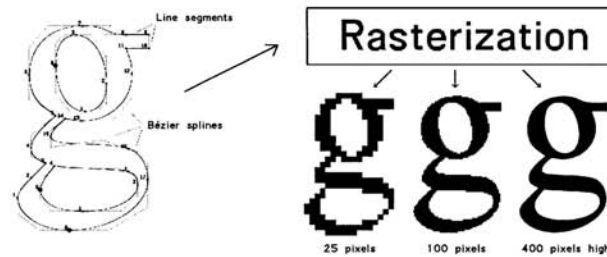 Line segments
Bézier splines
Rasterization
25 pixels
100 pixels
400 pixels high